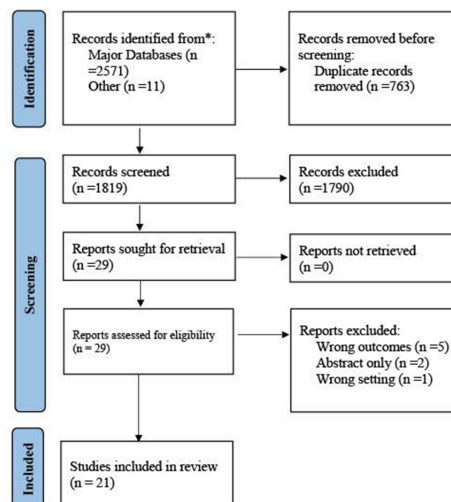 Identification
Records identified from*:
Major Databases (n
=2571)
Other (n =11)
Records removed before
screening:
Duplicate records
removed (n =763)
Screening
Records screened
(n =1819)
Records excluded
(n =1790)
Reports sought for retrieval
(n =29)
Reports not retrieved
(n =0)
Reports assessed for eligibility
(n = 29)
Reports excluded:
Wrong outcomes (n =5)
Abstract only (n =2)
Wrong setting (n =1)
Included
Studies included in review
(n = 21)